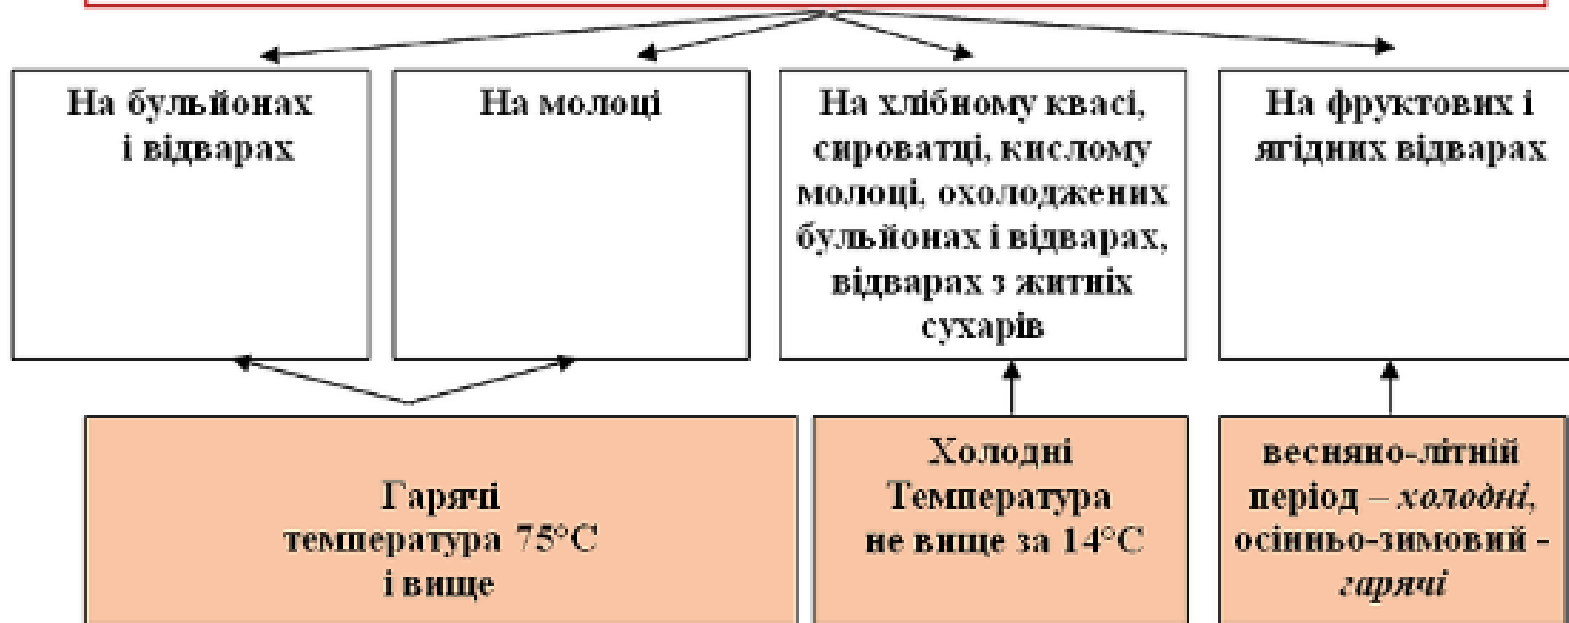 На бульйонах
і відварах
На молоці
На хлібному квасі,
сироватці, кислому
молоці, охолоджених
бульйонах і відварах,
відварах з житніх
сухарів
На фруктових і
ягідних відварах
Гарячі
температура 75°С
і вище
Холодні
Температура
не вище за 14°С
весняно-літній
період – холодні,
осінньо-зимовий -
гарячі